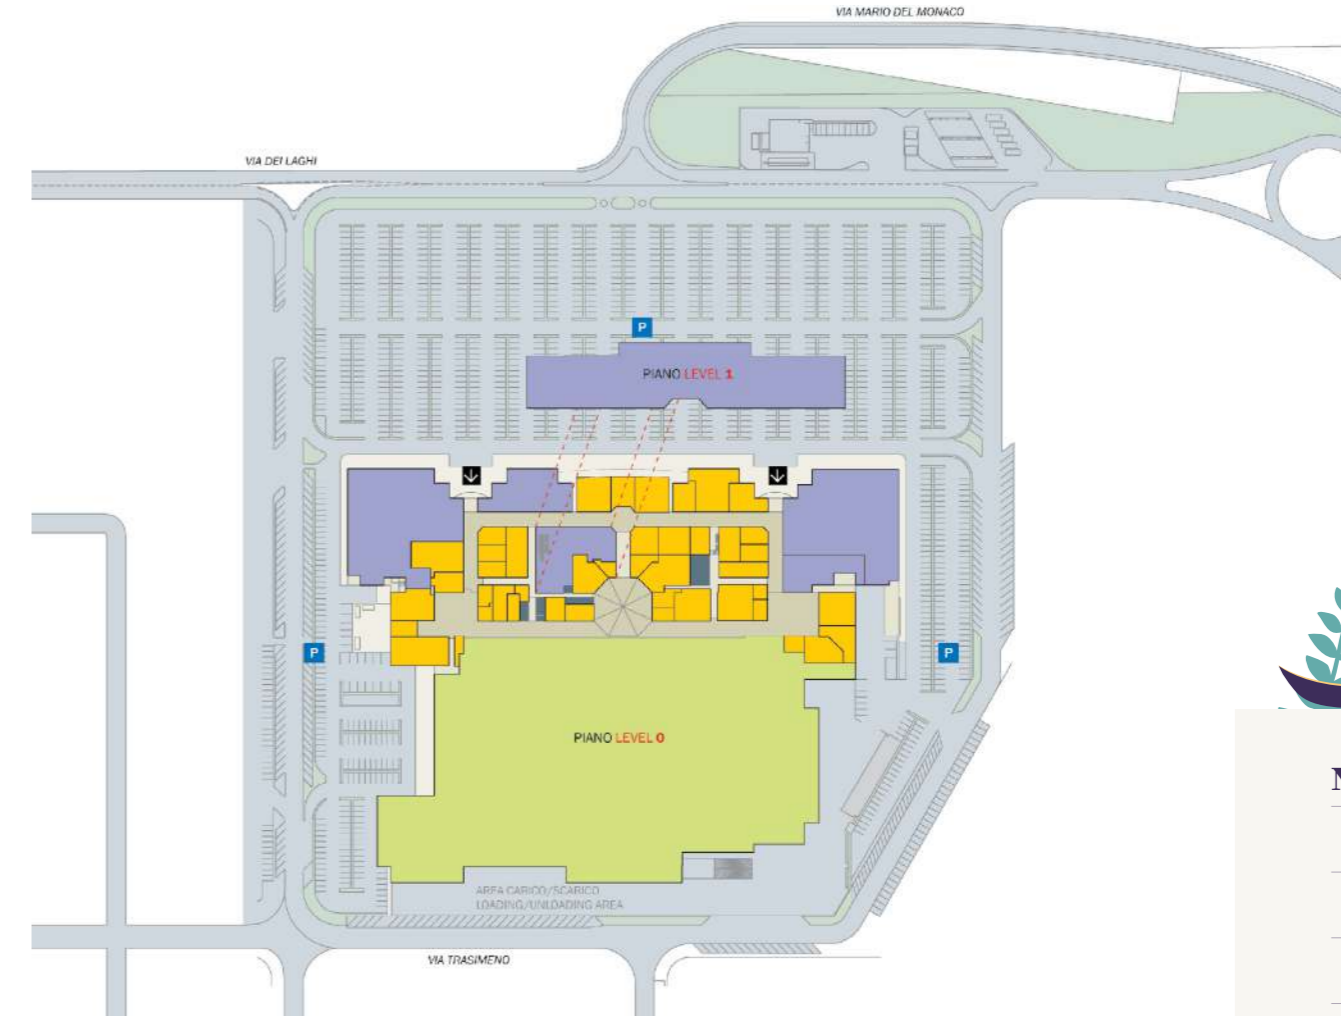 VIA MARIO DEL MONACO
VIA DEI LAGHI
P
PIANO LEVEL 1
P
P
PIANO LEVEL 0
AREA CARICO/SCARICO
LOADING/UNLOADING AREA
VIA TRASIMENO